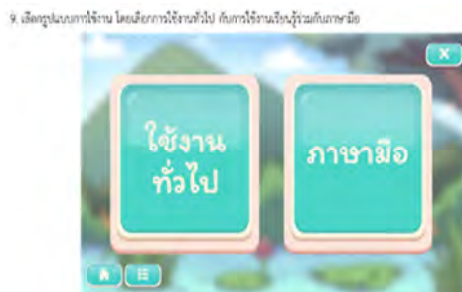 9. เลือกรูปแบบการใช้งาน โดยเลือกการใช้งานทั่วไป กับการใช้งานเรียนรู้ร่วมกับภาษามือ
X
ใช้งาน
ทั่วไป
ภาษามือ